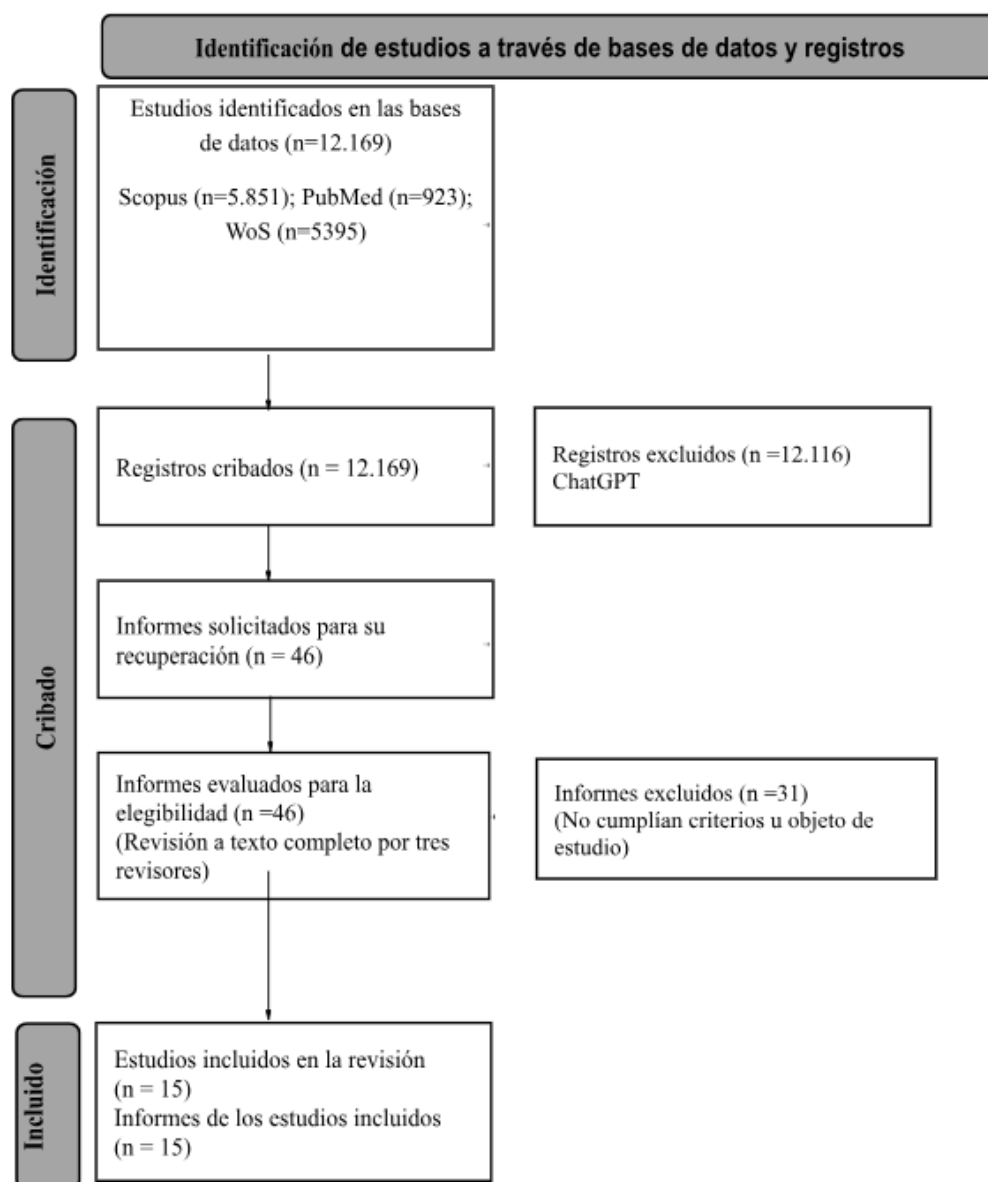 Identificación de estudios a través de bases de datos y registros
Identificación
Estudios identificados en las bases
de datos (n=12.169)
Scopus (n=5.851); PubMed (n=923);
WoS (n=5395)
Cribado
Registros cribados (n = 12.169)
Registros excluidos (n =12.116)
ChatGPT
Informes solicitados para su
recuperación (n = 46)
Informes evaluados para la
elegibilidad (n =46)
(Revisión a texto completo por tres
revisores)
Informes excluidos (n =31)
(No cumplían criterios u objeto de
estudio)
Incluido
Estudios incluidos en la revisión
(n = 15)
Informes de los estudios incluidos
(n = 15)